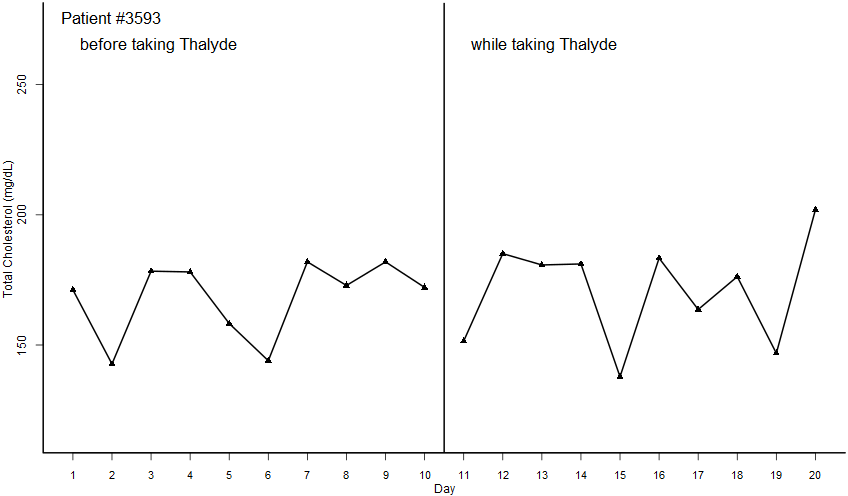 Patient #3593
before taking Thalyde
while taking Thalyde
Total Cholesterol (mg/dL)
250
200
150
1 2 3 4 5 6 7 8 9 10 11 12 13 14 15 16 17 18 19 20
Day